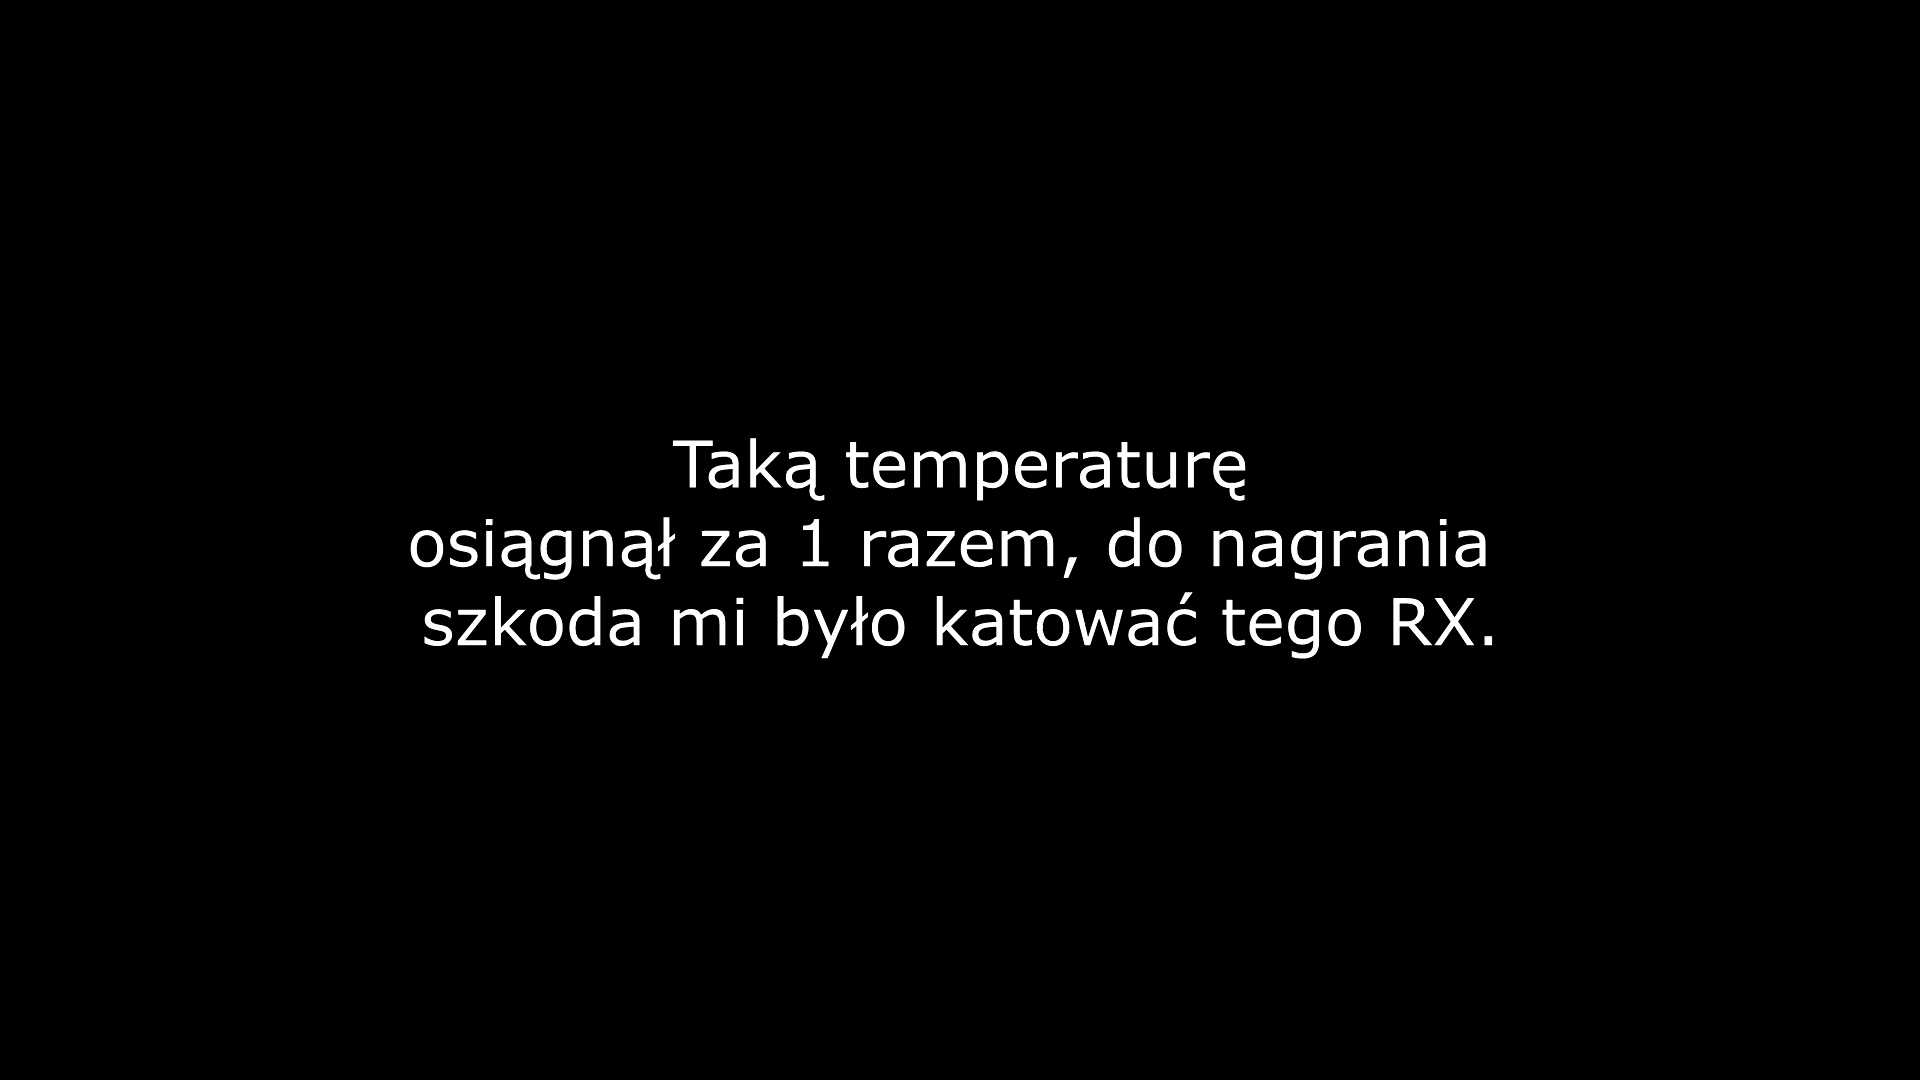 Taką temperaturę
osiągnął za 1 razem, do nagrania
szkoda mi było katować tego RX.